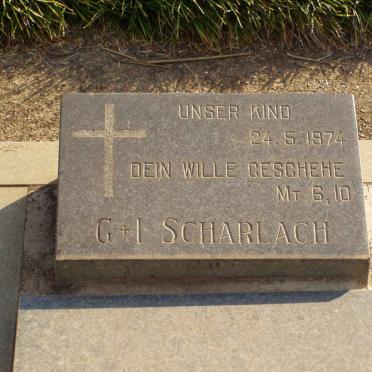 UNSER KIND
24.5.1974
DEIN WILLE GESCHEHE
MT 6,10
G+I SCHARLACH